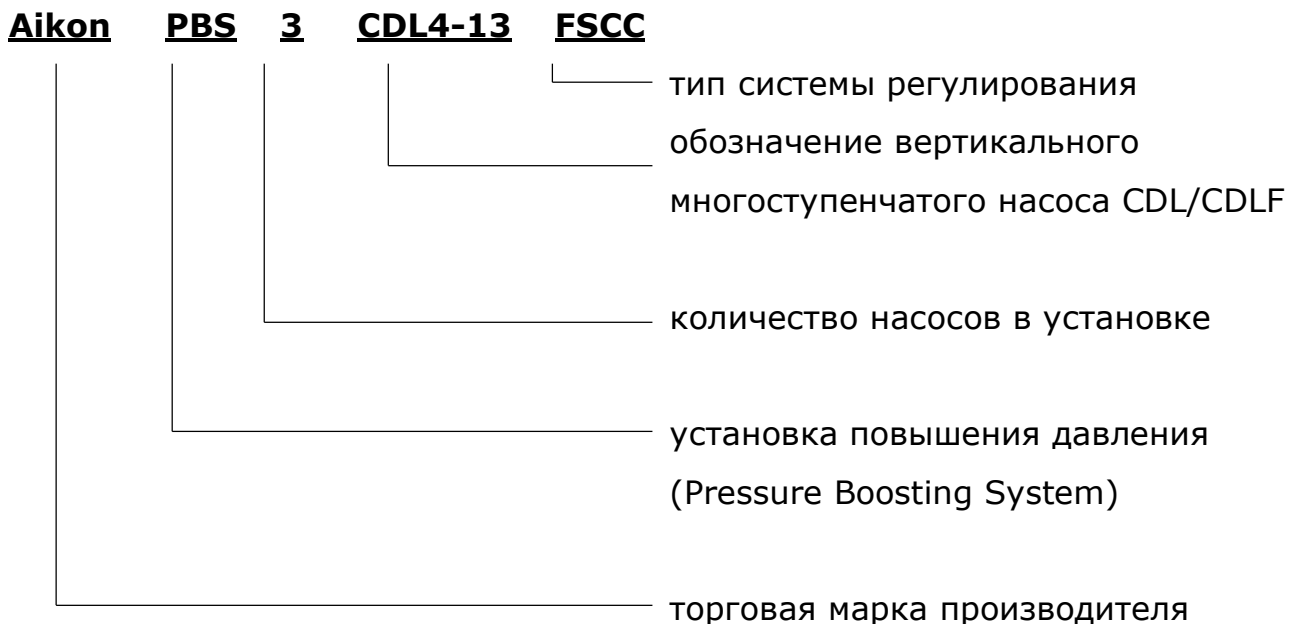 Aikon PBS 3 CDL4-13 FSCC
тип системы регулирования
обозначение вертикального
многоступенчатого насоса CDL/CDLF
количество насосов в установке
установка повышения давления
(Pressure Boosting System)
торговая марка производителя